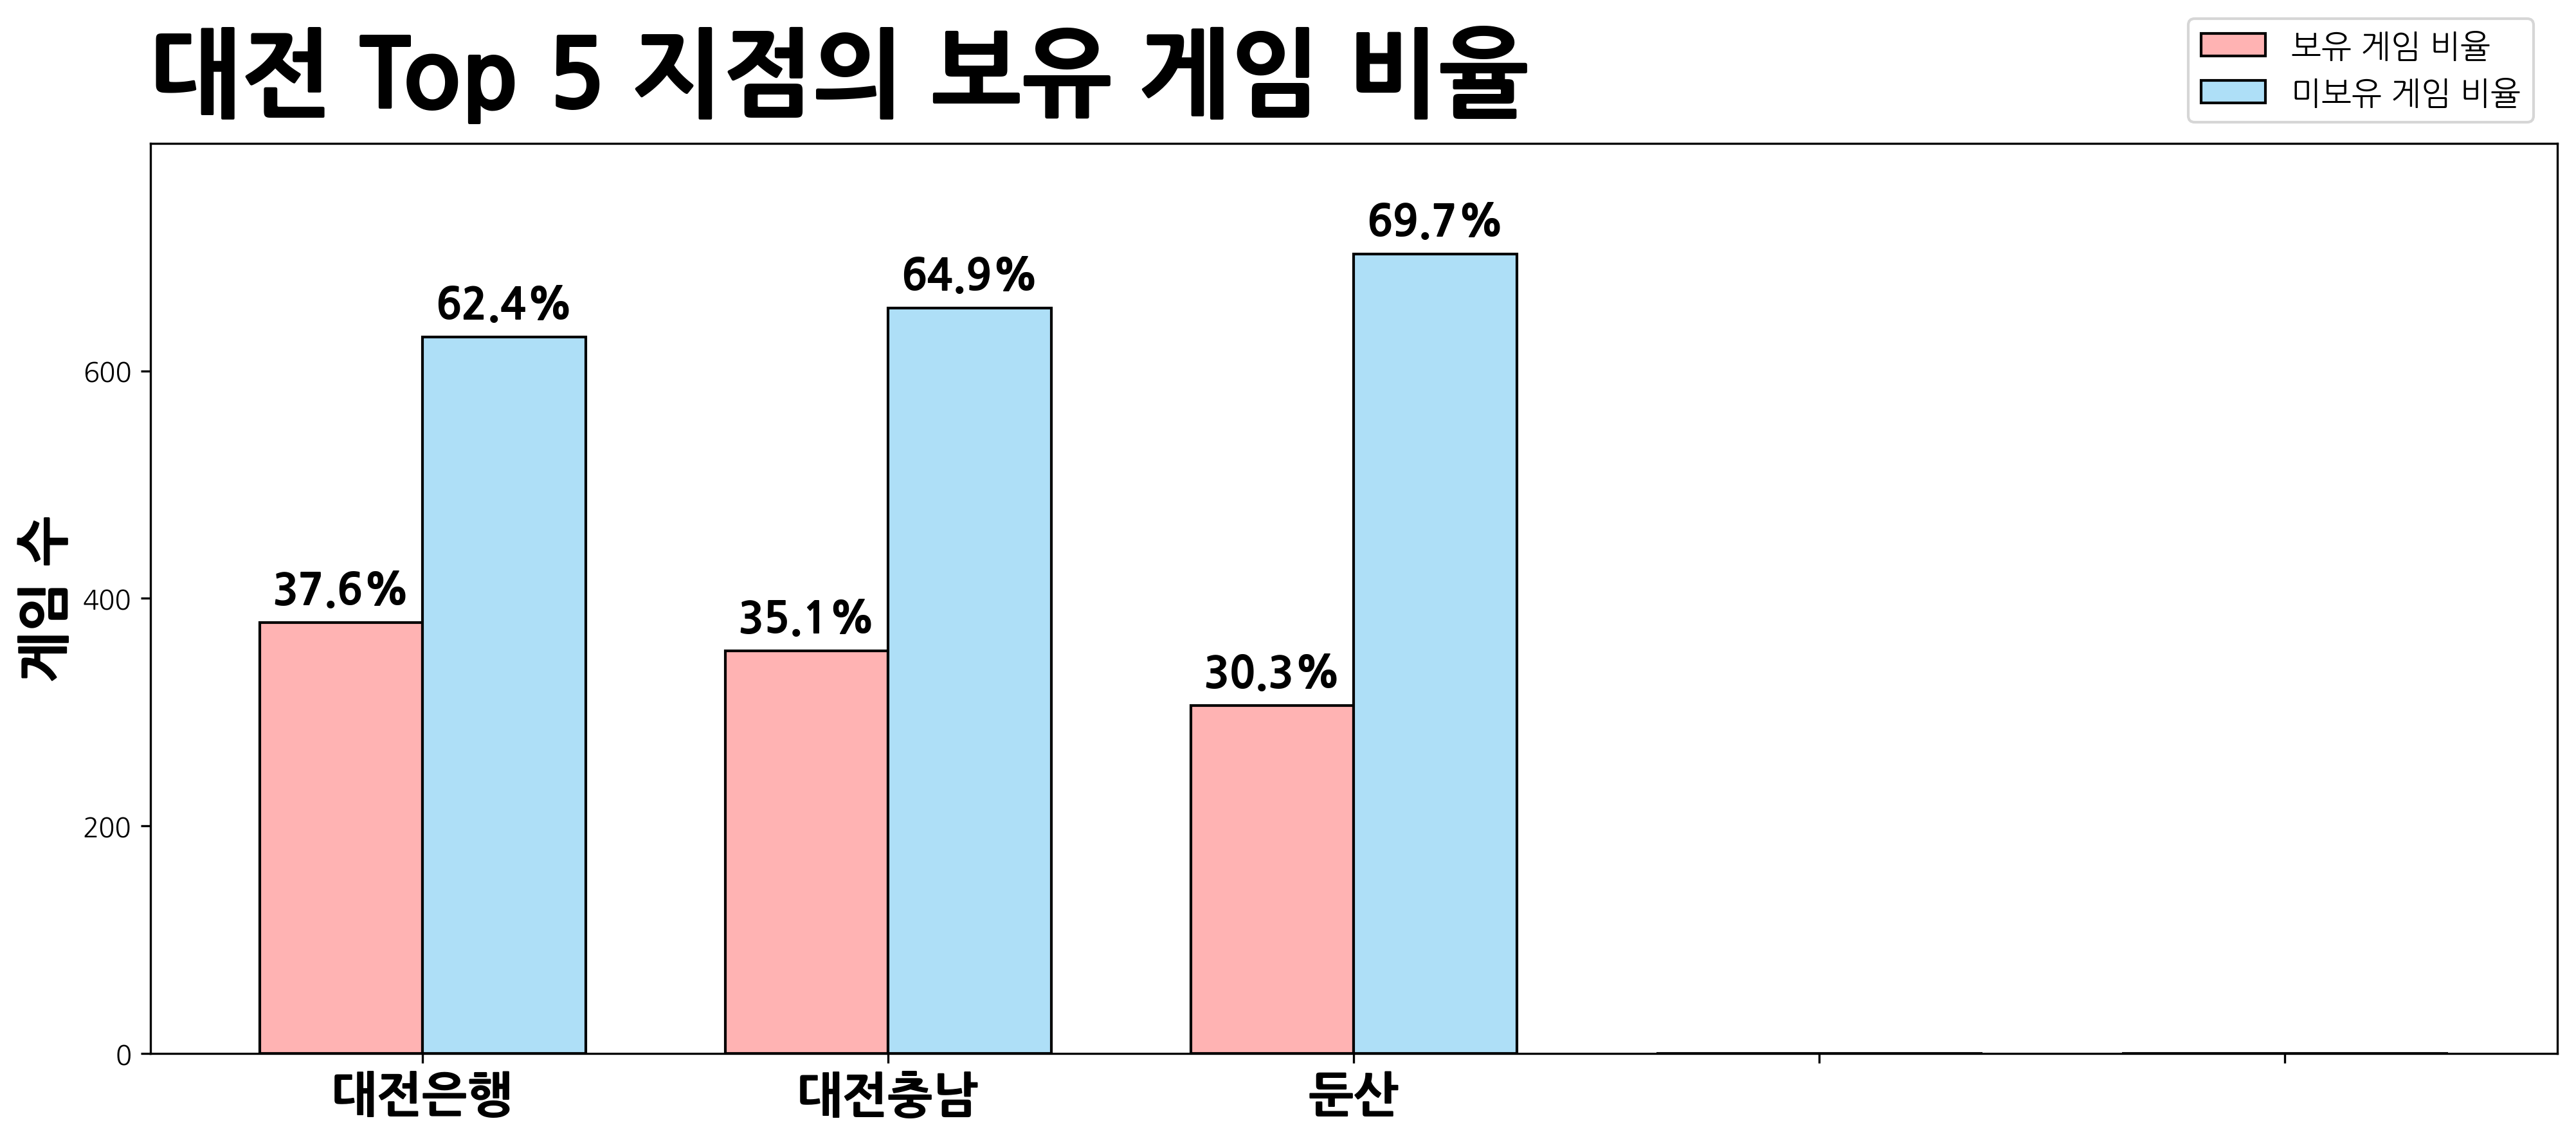 대전 Top 5 지점의 보유 게임 비율
보유 게임 비율
미보유 게임 비율
게임 수
600
400
200
0
37.6%
62.4%
35.1%
64.9%
30.3%
69.7%
대전은행
대전충남
둔산